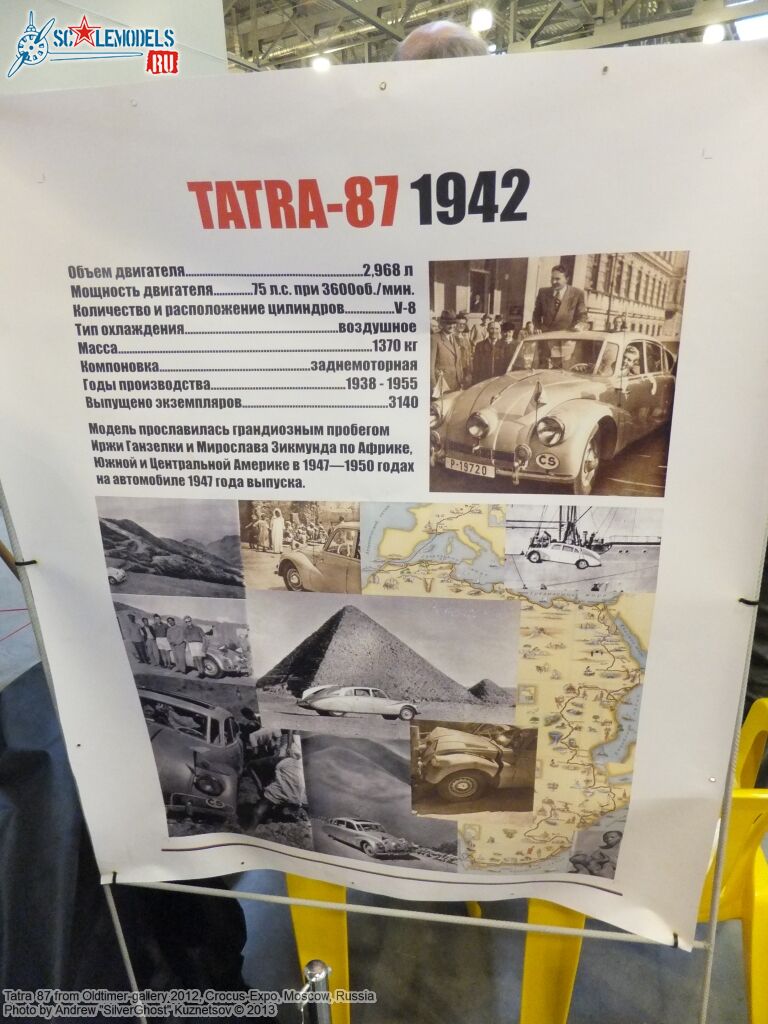 SCALEMODELS
RU
TATRA-87 1942
Объем двигателя....................................................2,968 л
Мощность двигателя............75 л.с. при 3600об./мин.
Количество и расположение цилиндров................V-8
Тип охлаждения.............................................воздушное
Масса..........................................................................1370 кг
Компоновка............................................заднемоторная
Годы производства.......................................1938 - 1955
Выпущено экземпляров...........................................3140
Модель прославилась грандиозным пробегом
Иржи Ганзелки и Мирослава Зикмунда по Африке,
Южной и Центральной Америке в 1947—1950 годах
на автомобиле 1947 года выпуска.
P-19720
CS
CS
Tatra 87 from Oldtimer-gallery 2012, Crocus-Expo, Moscow, Russia
Photo by Andrew "SilverGhost" Kuznetsov © 2013